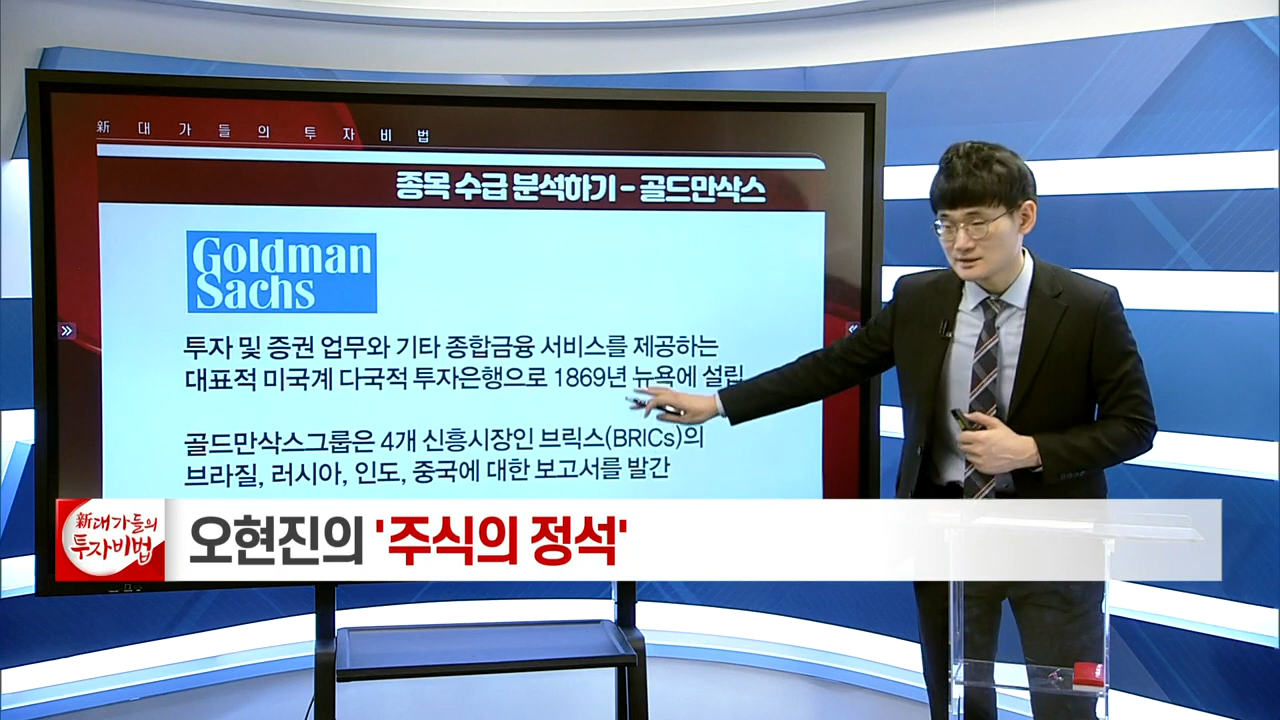 新 대 가 들 의 투 자 비 법
종목 수급 분석하기 - 골드만삭스
Goldman
Sachs
투자 및 증권 업무와 기타 종합금융 서비스를 제공하는
대표적 미국계 다국적 투자은행으로 1869년 뉴욕에 설립
골드만삭스그룹은 4개 신흥시장인 브릭스(BRICs)의
브라질, 러시아, 인도, 중국에 대한 보고서를 발간
新대가들의
투자비법
오현진의 '주식의 정석'